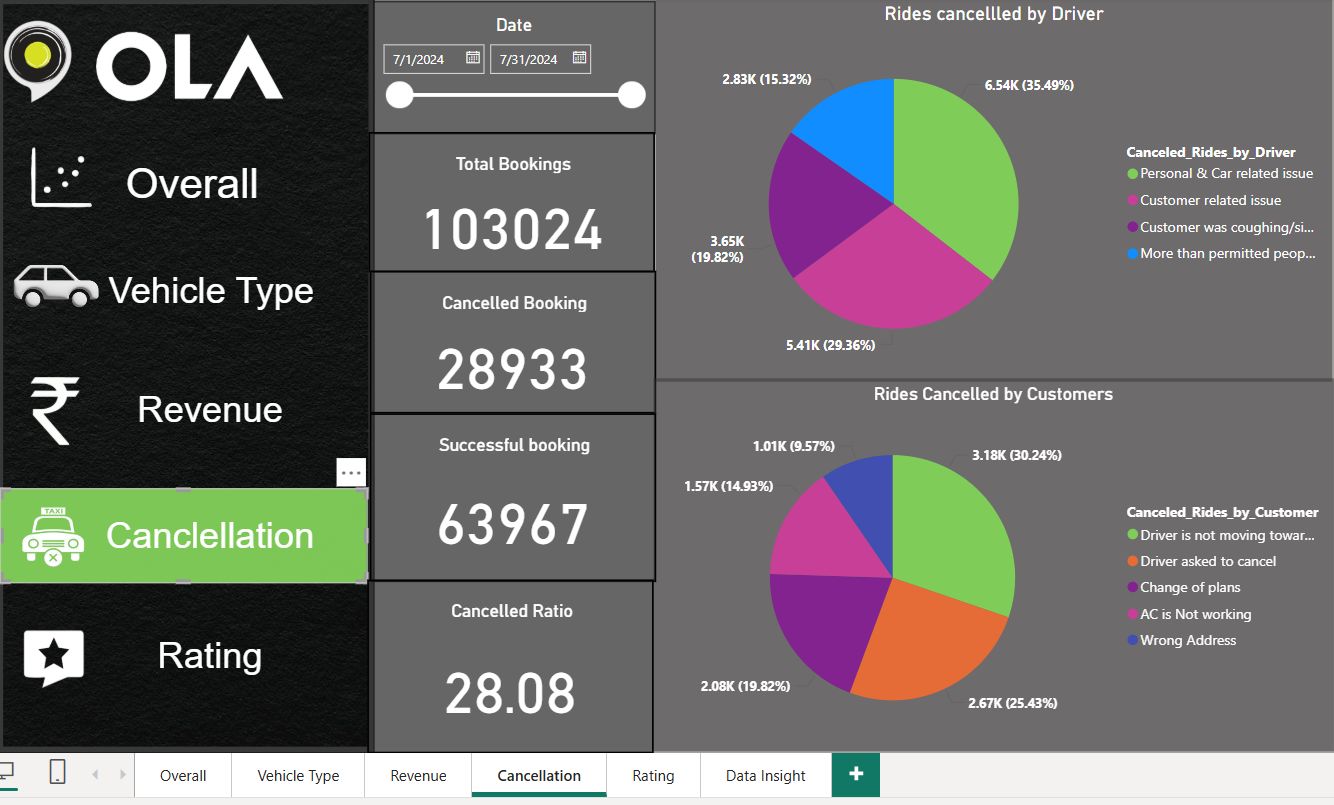 OLA
Overall
Vehicle Type
Revenue
TAXI
Canclellation
Rating
Date
7/1/2024
7/31/2024
Total Bookings
103024
Cancelled Booking
28933
Successful booking
63967
Cancelled Ratio
28.08
Rides cancellled by Driver
2.83K (15.32%)
6.54K (35.49%)
3.65K
(19.82%)
5.41K (29.36%)
Canceled_Rides_by_Driver
Personal & Car related issue
Customer related issue
Customer was coughing/si...
More than permitted peop...
Rides Cancelled by Customers
1.01K (9.57%)
3.18K (30.24%)
1.57K (14.93%)
2.08K (19.82%)
2.67K (25.43%)
Canceled_Rides_by_Customer
Driver is not moving towar...
Driver asked to cancel
Change of plans
AC is Not working
Wrong Address
Overall
Vehicle Type
Revenue
Cancellation
Rating
Data Insight